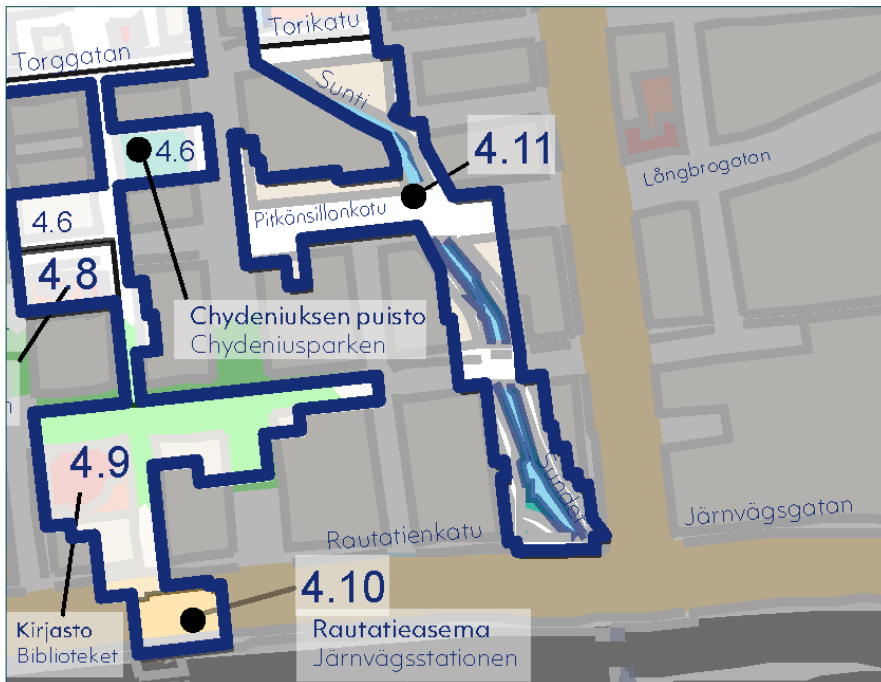 Torggatan
Torikatu
Sunti
4.6
4.11
Långbrogatan
4.6
Pitkänsillankatu
4.8
Chydeniuksen puisto
Chydeniusparken
4.9
Sundet
Rautatienkatu
Järnvägsgatan
4.10
Kirjasto
Biblioteket
Rautatieasema
Järnvägsstationen